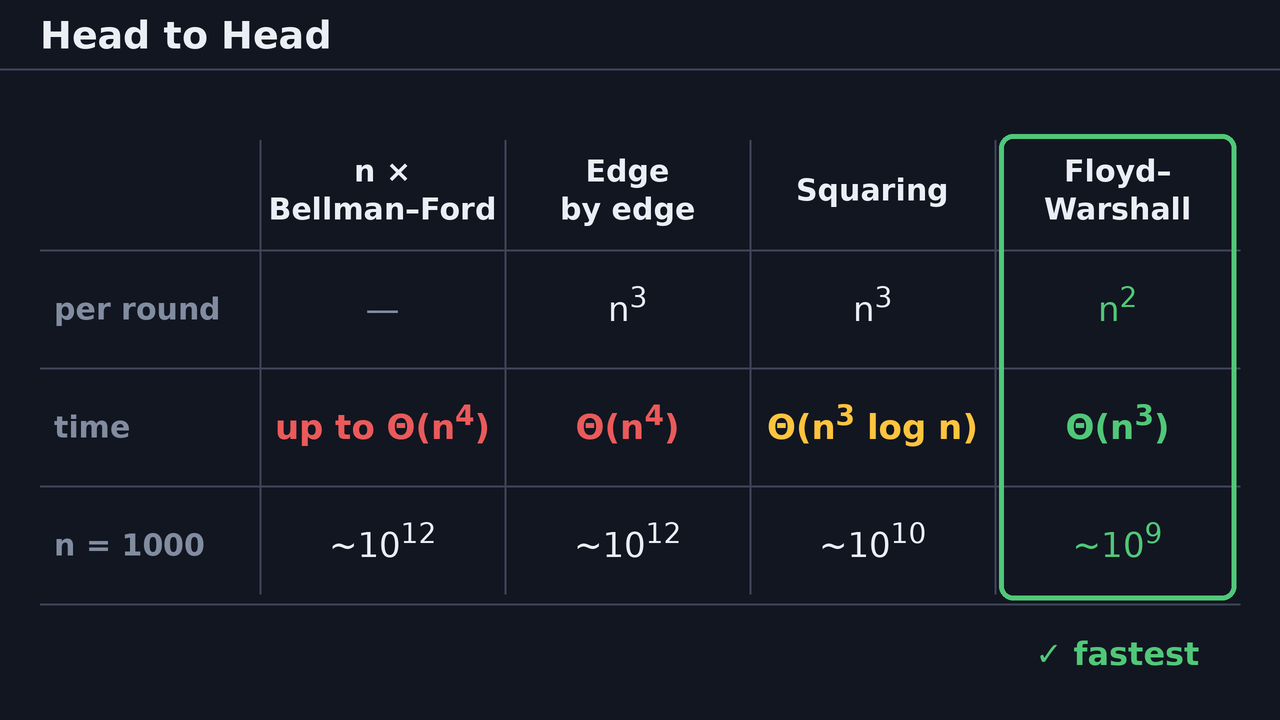 Head to Head
n ×
Bellman–Ford
Edge
by edge
Squaring
Floyd–
Warshall
per round
—
n³
n³
n²
time
up to Θ(n⁴)
Θ(n⁴)
Θ(n³ log n)
Θ(n³)
n = 1000
~10¹²
~10¹²
~10¹⁰
~10⁹
✓ fastest